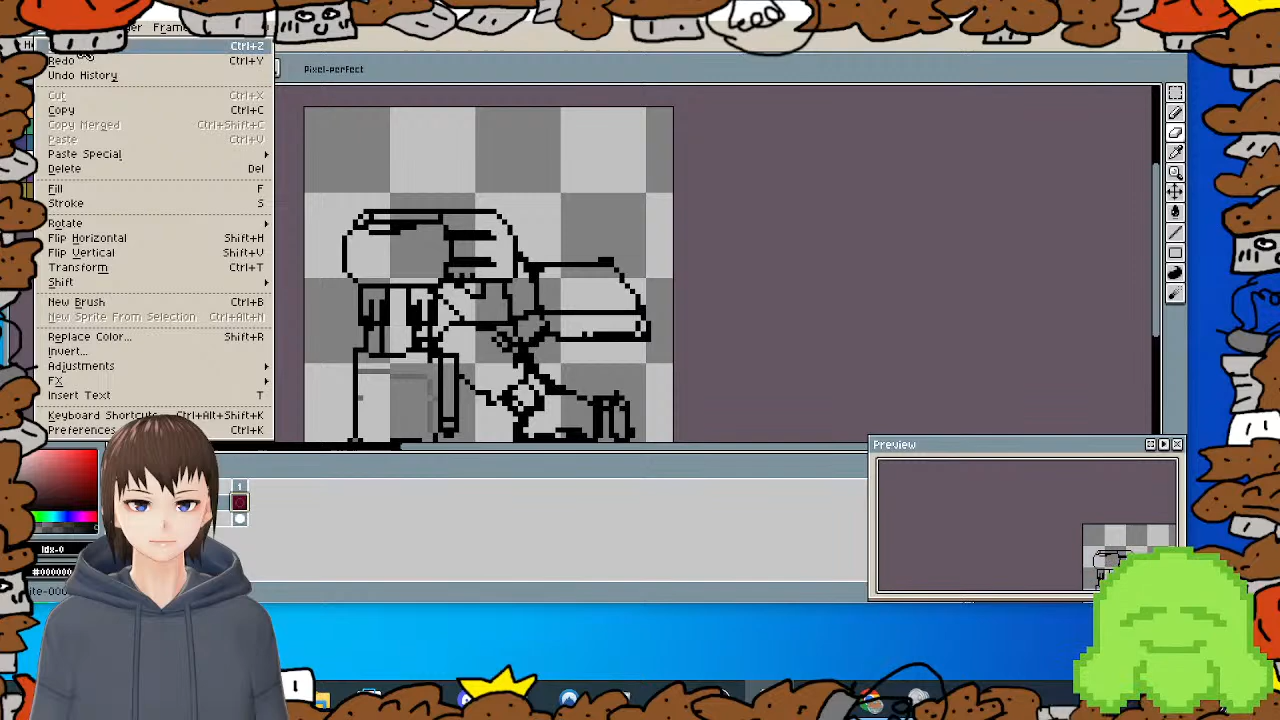 Frame
Ctrl+Z
Redo Ctrl+Y
Undo History
Pixel-perfect
Cut Ctrl+X
Copy Ctrl+C
Copy Merged Ctrl+Shift+C
Paste Ctrl+V
Paste Special
Delete Del
Fill F
Stroke S
Rotate
Flip Horizontal Shift+H
Flip Vertical Shift+V
Transform Ctrl+T
Shift
New Brush Ctrl+B
New Sprite From Selection Ctrl+Alt+N
Replace Color... Shift+R
Invert...
Adjustments
FX
Insert Text T
Keyboard Shortcuts Ctrl+Alt+Shift+K
Preferences Ctrl+K
Preview
1
Idx-0
#000000